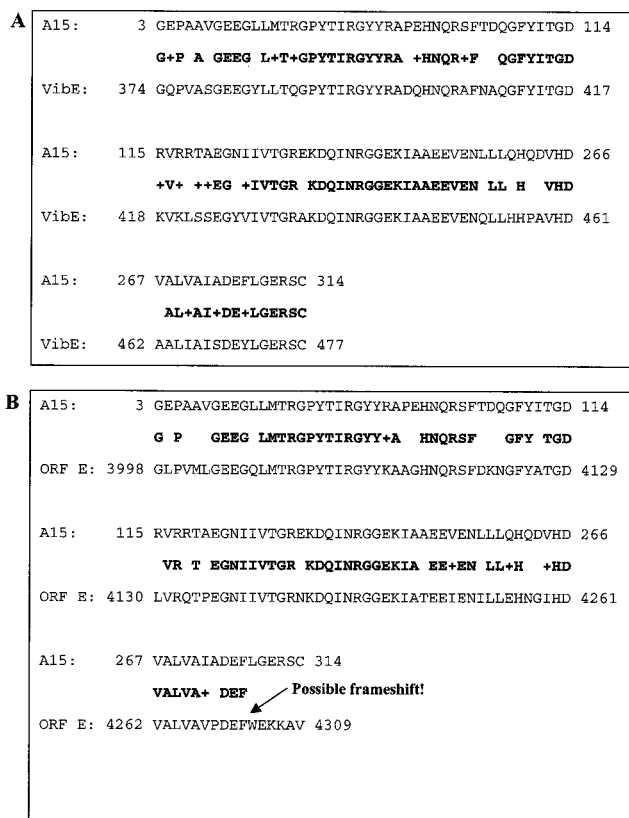 A
A15: 3 GEPAAVGEEGLLMTRGPYTIRGYYRAPEHNQRSFTDQGFYITGD 114
G+P A GEEG L+T+GPYTIRGYYRA +HNQR+F QGFYITGD
VibE: 374 GQPVASGEEGYLLTQGPYTIRGYYRADQHNQRAFNAQGFYITGD 417
A15: 115 RVRRTAEGNIIVTGREKDQINRGGEKIAAEEVENLLLQHQDVHD 266
+V+ ++EG +IVTGR KDQINRGGEKIAAEEVEN LL H VHD
VibE: 418 KVKLSSEGYVIVTGRAKDQINRGGEKIAAEEVENQLLHHPAVHD 461
A15: 267 VALVAIADEFLGERSC 314
AL+AI+DE+LGERSC
VibE: 462 AALIAISDEYLGERSC 477
B
A15: 3 GEPAAVGEEGLLMTRGPYTIRGYYRAPEHNQRSFTDQGFYITGD 114
G P GEEG LMTRGPYTIRGYY+A HNQRSF GFY TGD
ORF E: 3998 GLPVMLGEEGQLMTRGPYTIRGYYKAAGHNQRSFDKNGFYATGD 4129
A15: 115 RVRRTAEGNIIVTGREKDQINRGGEKIAAEEVENLLLQHQDVHD 266
VR T EGNIIVTGR KDQINRGGEKIA EE+EN LL+H +HD
ORF E: 4130 LVRQTPEGNIIVTGRNKDQINRGGEKIATEEIENILLEHNGIHD 4261
A15: 267 VALVAIADEFLGERSC 314
VALVA+ DEF Possible frameshift!
ORF E: 4262 VALVAVPDEFWEKKAV 4309